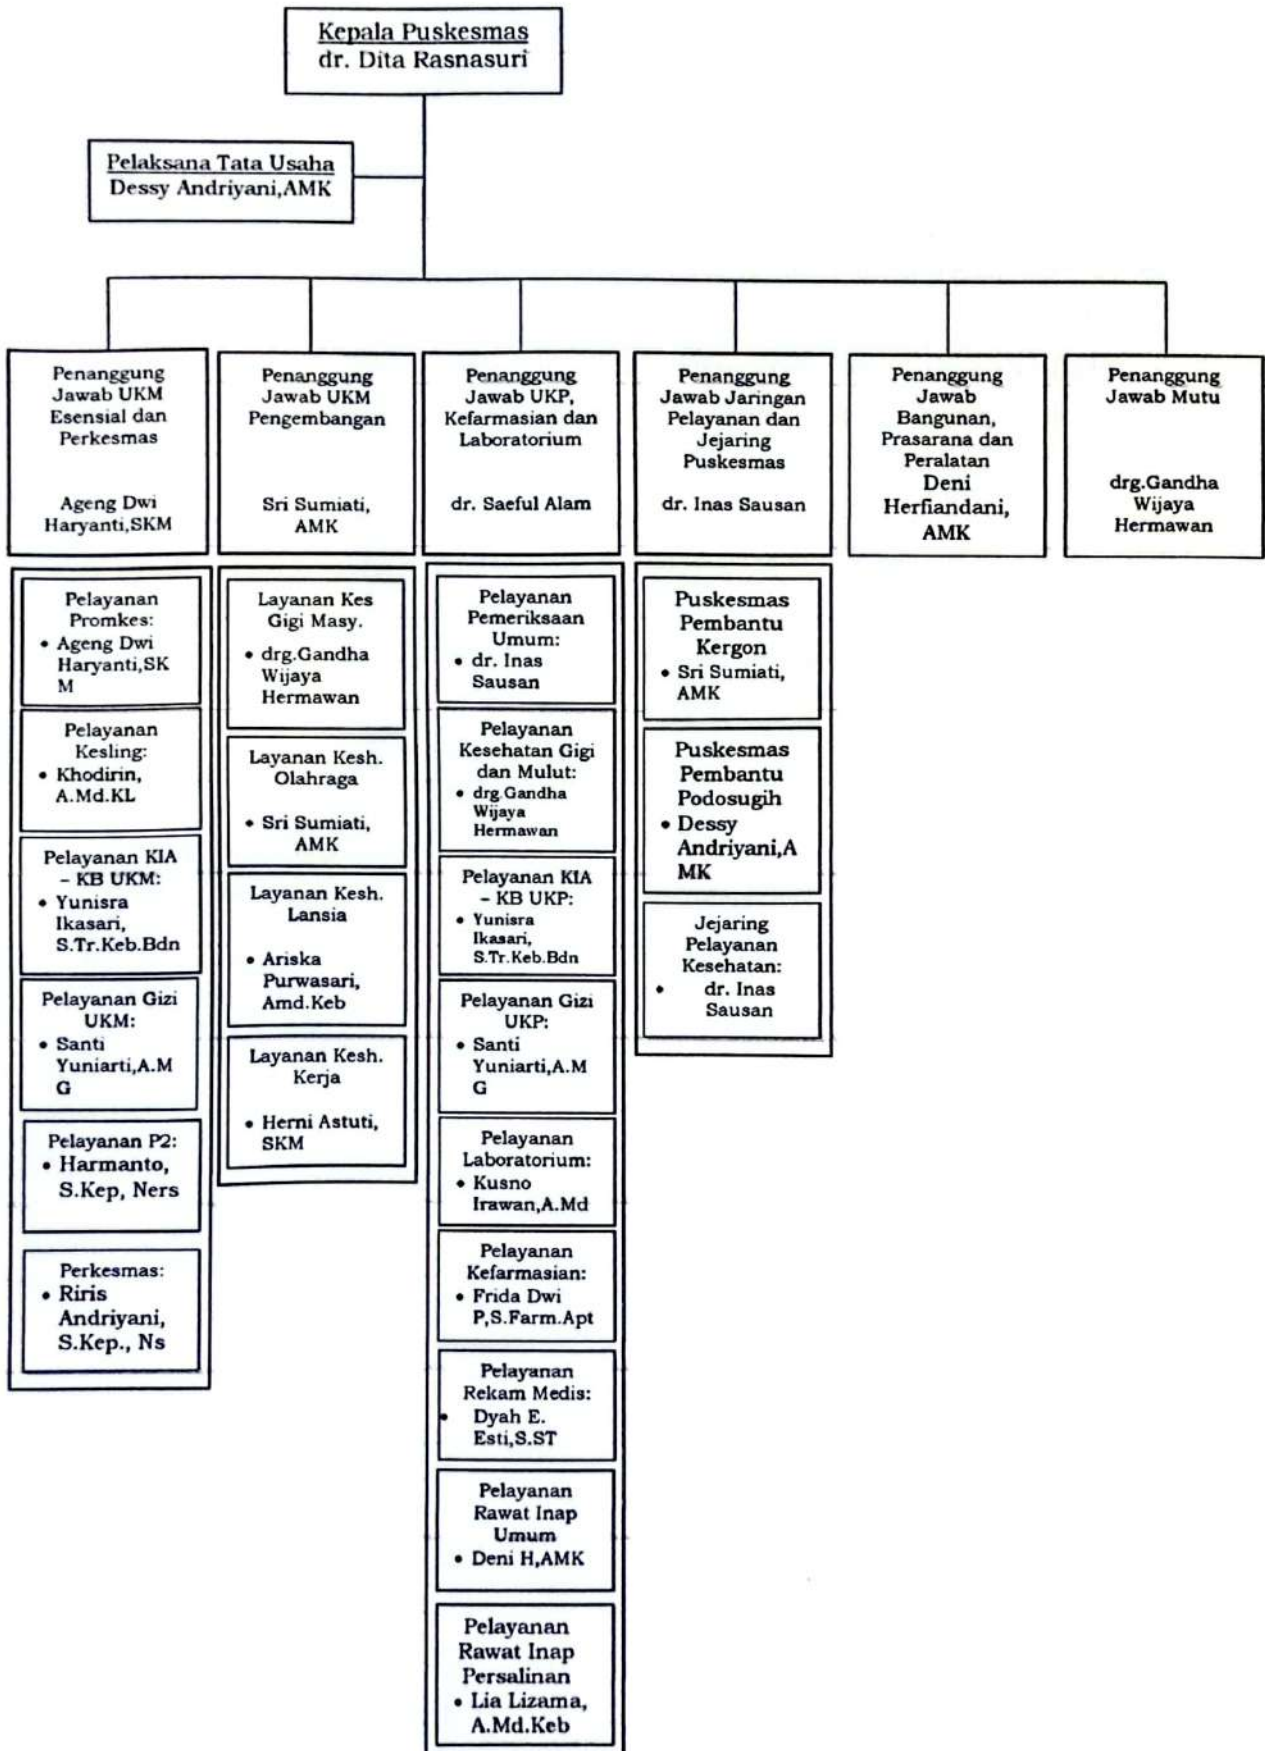 Kepala Puskesmas
dr. Dita Rasnasuri
Pelaksana Tata Usaha
Dessy Andriyani,AMK
Penanggung
Jawab UKM
Esensial dan
Perkesmas
Ageng Dwi
Haryanti,SKM
Penanggung
Jawab UKM
Pengembangan
Sri Sumiati,
AMK
Penanggung
Jawab UKP,
Kefarmasian dan
Laboratorium
dr. Saeful Alam
Penanggung
Jawab Jaringan
Pelayanan dan
Jejaring
Puskesmas
dr. Inas Sausan
Penanggung
Jawab
Bangunan,
Prasarana dan
Peralatan
Deni
Herfiandani,
AMK
Penanggung
Jawab Mutu
drg.Gandha
Wijaya
Hermawan
Pelayanan
Promkes:
• Ageng Dwi
Haryanti,SK
M
Pelayanan
Kesling:
• Khodirin,
A.Md.KL
Pelayanan KIA
– KB UKM:
• Yunisra
Ikasari,
S.Tr.Keb.Bdn
Pelayanan Gizi
UKM:
• Santi
Yuniarti,A.M
G
Pelayanan P2:
• Harmanto,
S.Kep, Ners
Perkesmas:
• Riris
Andriyani,
S.Kep., Ns
Layanan Kes
Gigi Masy.
• drg.Gandha
Wijaya
Hermawan
Layanan Kesh.
Olahraga
• Sri Sumiati,
AMK
Layanan Kesh.
Lansia
• Ariska
Purwasari,
Amd.Keb
Layanan Kesh.
Kerja
• Herni Astuti,
SKM
Pelayanan
Pemeriksaan
Umum:
• dr. Inas
Sausan
Pelayanan
Kesehatan Gigi
dan Mulut:
• drg.Gandha
Wijaya
Hermawan
Pelayanan KIA
– KB UKP:
• Yunisra
Ikasari,
S.Tr.Keb.Bdn
Pelayanan Gizi
UKP:
• Santi
Yuniarti,A.M
G
Pelayanan
Laboratorium:
• Kusno
Irawan,A.Md
Pelayanan
Kefarmasian:
• Frida Dwi
P,S.Farm.Apt
Pelayanan
Rekam Medis:
• Dyah E.
Esti,S.ST
Pelayanan
Rawat Inap
Umum
• Deni H,AMK
Pelayanan
Rawat Inap
Persalinan
• Lia Lizama,
A.Md.Keb
Puskesmas
Pembantu
Kergon
• Sri Sumiati,
AMK
Puskesmas
Pembantu
Podosugih
• Dessy
Andriyani,A
MK
Jejaring
Pelayanan
Kesehatan:
• dr. Inas
Sausan